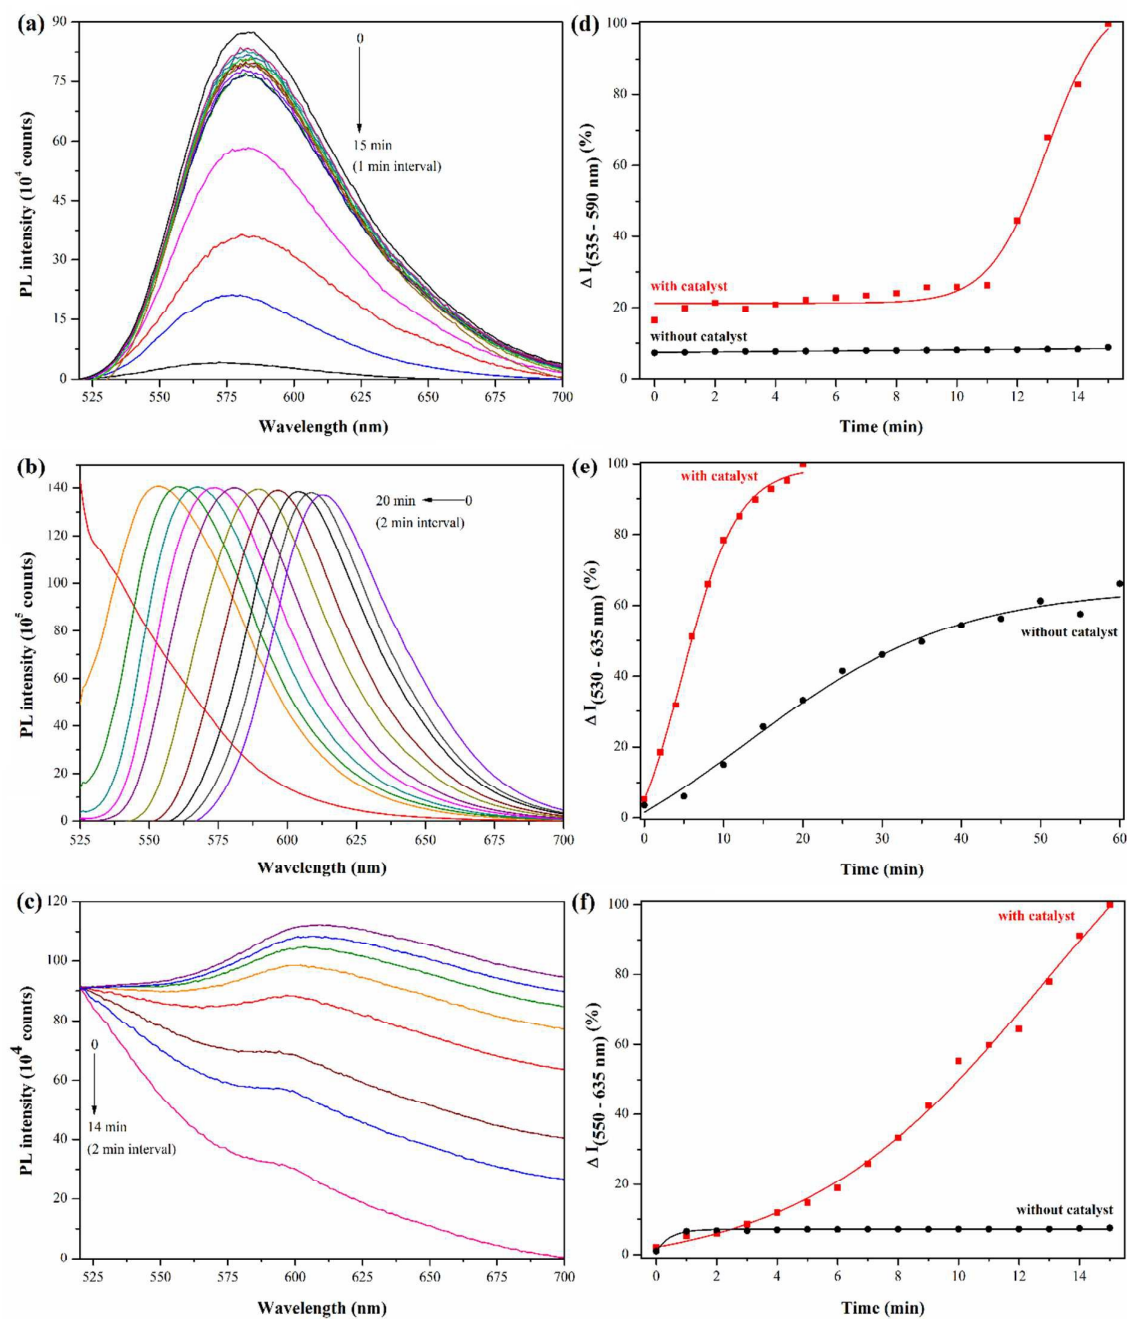 (a)
90
75
60
45
30
15
0
PL intensity (10^4 counts)
0
15 min
(1 min interval)
525 550 575 600 625 650 675 700
Wavelength (nm)
(d)
100
80
60
40
20
0
Δ I(535 - 590 nm) (%)
with catalyst
without catalyst
0 2 4 6 8 10 12 14
Time (min)
(b)
140
120
100
80
60
40
20
0
PL intensity (10^5 counts)
20 min 0
(2 min interval)
525 550 575 600 625 650 675 700
Wavelength (nm)
(e)
100
80
60
40
20
0
Δ I(530 - 635 nm) (%)
with catalyst
without catalyst
0 10 20 30 40 50 60
Time (min)
(c)
120
100
80
60
40
20
0
PL intensity (10^4 counts)
0
14 min
(2 min interval)
525 550 575 600 625 650 675 700
Wavelength (nm)
(f)
100
80
60
40
20
0
Δ I(550 - 635 nm) (%)
with catalyst
without catalyst
0 2 4 6 8 10 12 14
Time (min)